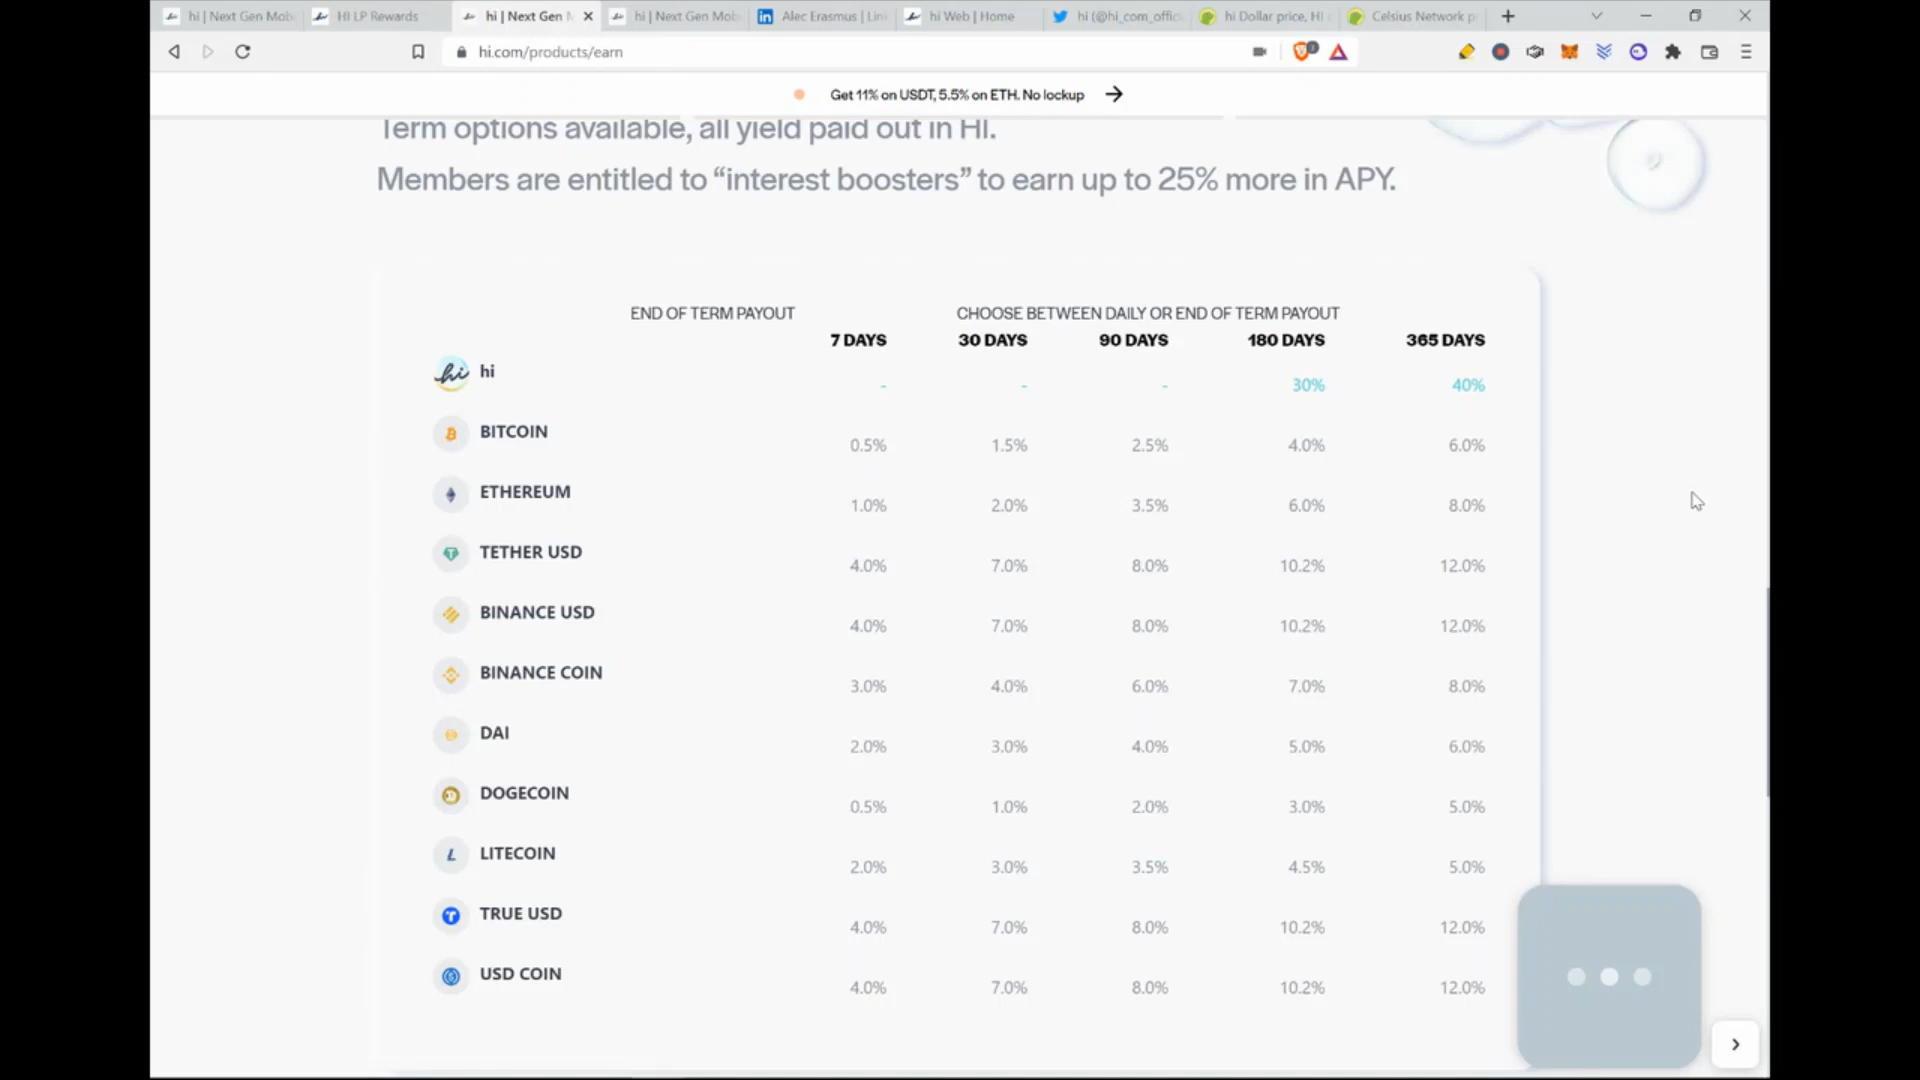 hi | Next Gen Mob
HI LP Rewards
hi | Next Gen M
hi | Next Gen Mob
Alec Erasmus | Lin
hi Web | Home
hi (@hi_com_offic
hi Dollar price, HI
Celsius Network p
hi.com/products/earn
Get 11% on USDT, 5.5% on ETH. No lockup
Term options available, all yield paid out in HI.
Members are entitled to “interest boosters” to earn up to 25% more in APY.
END OF TERM PAYOUT CHOOSE BETWEEN DAILY OR END OF TERM PAYOUT
7 DAYS 30 DAYS 90 DAYS 180 DAYS 365 DAYS
hi hi - - - 30% 40%
BITCOIN 0.5% 1.5% 2.5% 4.0% 6.0%
ETHEREUM 1.0% 2.0% 3.5% 6.0% 8.0%
TETHER USD 4.0% 7.0% 8.0% 10.2% 12.0%
BINANCE USD 4.0% 7.0% 8.0% 10.2% 12.0%
BINANCE COIN 3.0% 4.0% 6.0% 7.0% 8.0%
DAI 2.0% 3.0% 4.0% 5.0% 6.0%
DOGECOIN 0.5% 1.0% 2.0% 3.0% 5.0%
LITECOIN 2.0% 3.0% 3.5% 4.5% 5.0%
TRUE USD 4.0% 7.0% 8.0% 10.2% 12.0%
USD COIN 4.0% 7.0% 8.0% 10.2% 12.0%